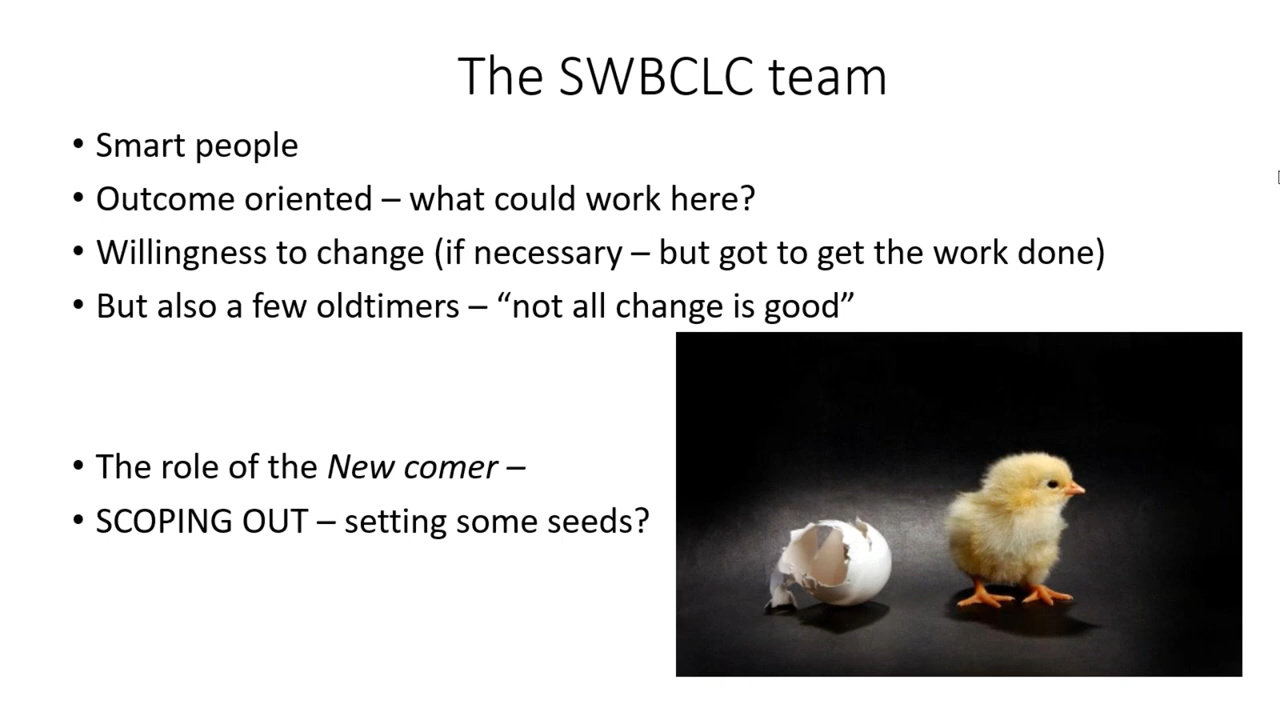 The SWBCLC team
• Smart people
• Outcome oriented – what could work here?
• Willingness to change (if necessary – but got to get the work done)
• But also a few oldtimers – “not all change is good”
• The role of the New comer –
• SCOPING OUT – setting some seeds?